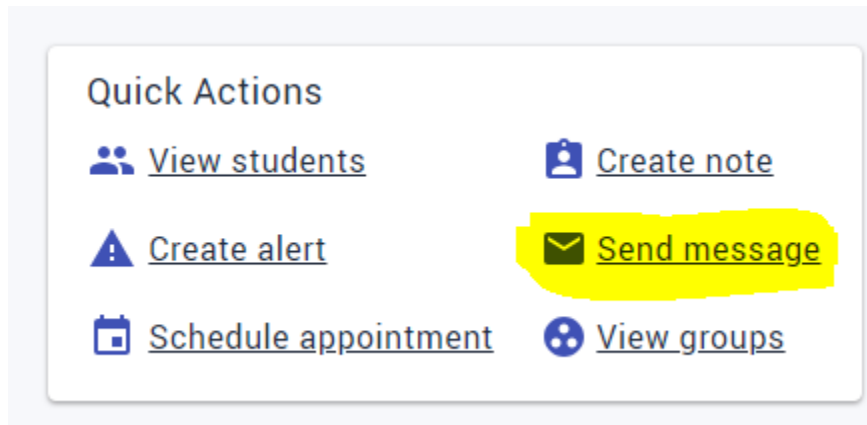 Quick Actions
View students
Create note
Create alert
Send message
Schedule appointment
View groups